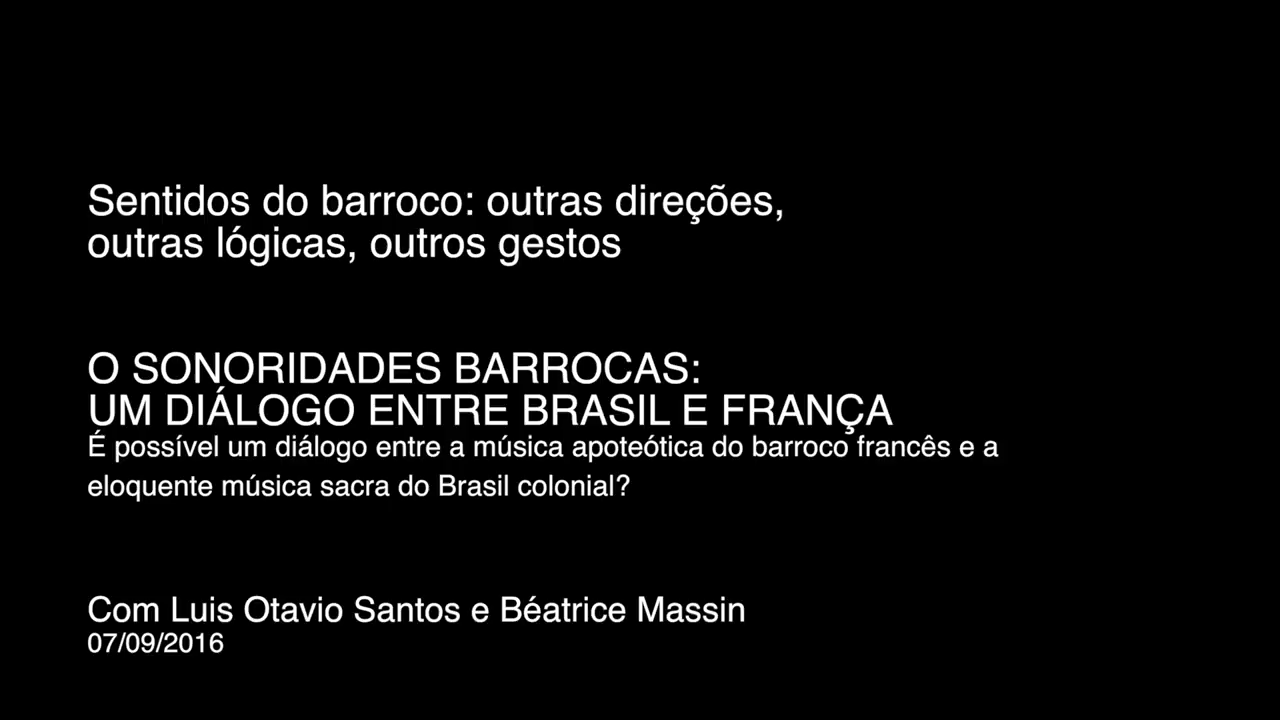 Sentidos do barroco: outras direções,
outras lógicas, outros gestos
O SONORIDADES BARROCAS:
UM DIÁLOGO ENTRE BRASIL E FRANÇA
É possível um diálogo entre a música apoteótica do barroco francês e a
eloquente música sacra do Brasil colonial?
Com Luis Otavio Santos e Béatrice Massin
07/09/2016